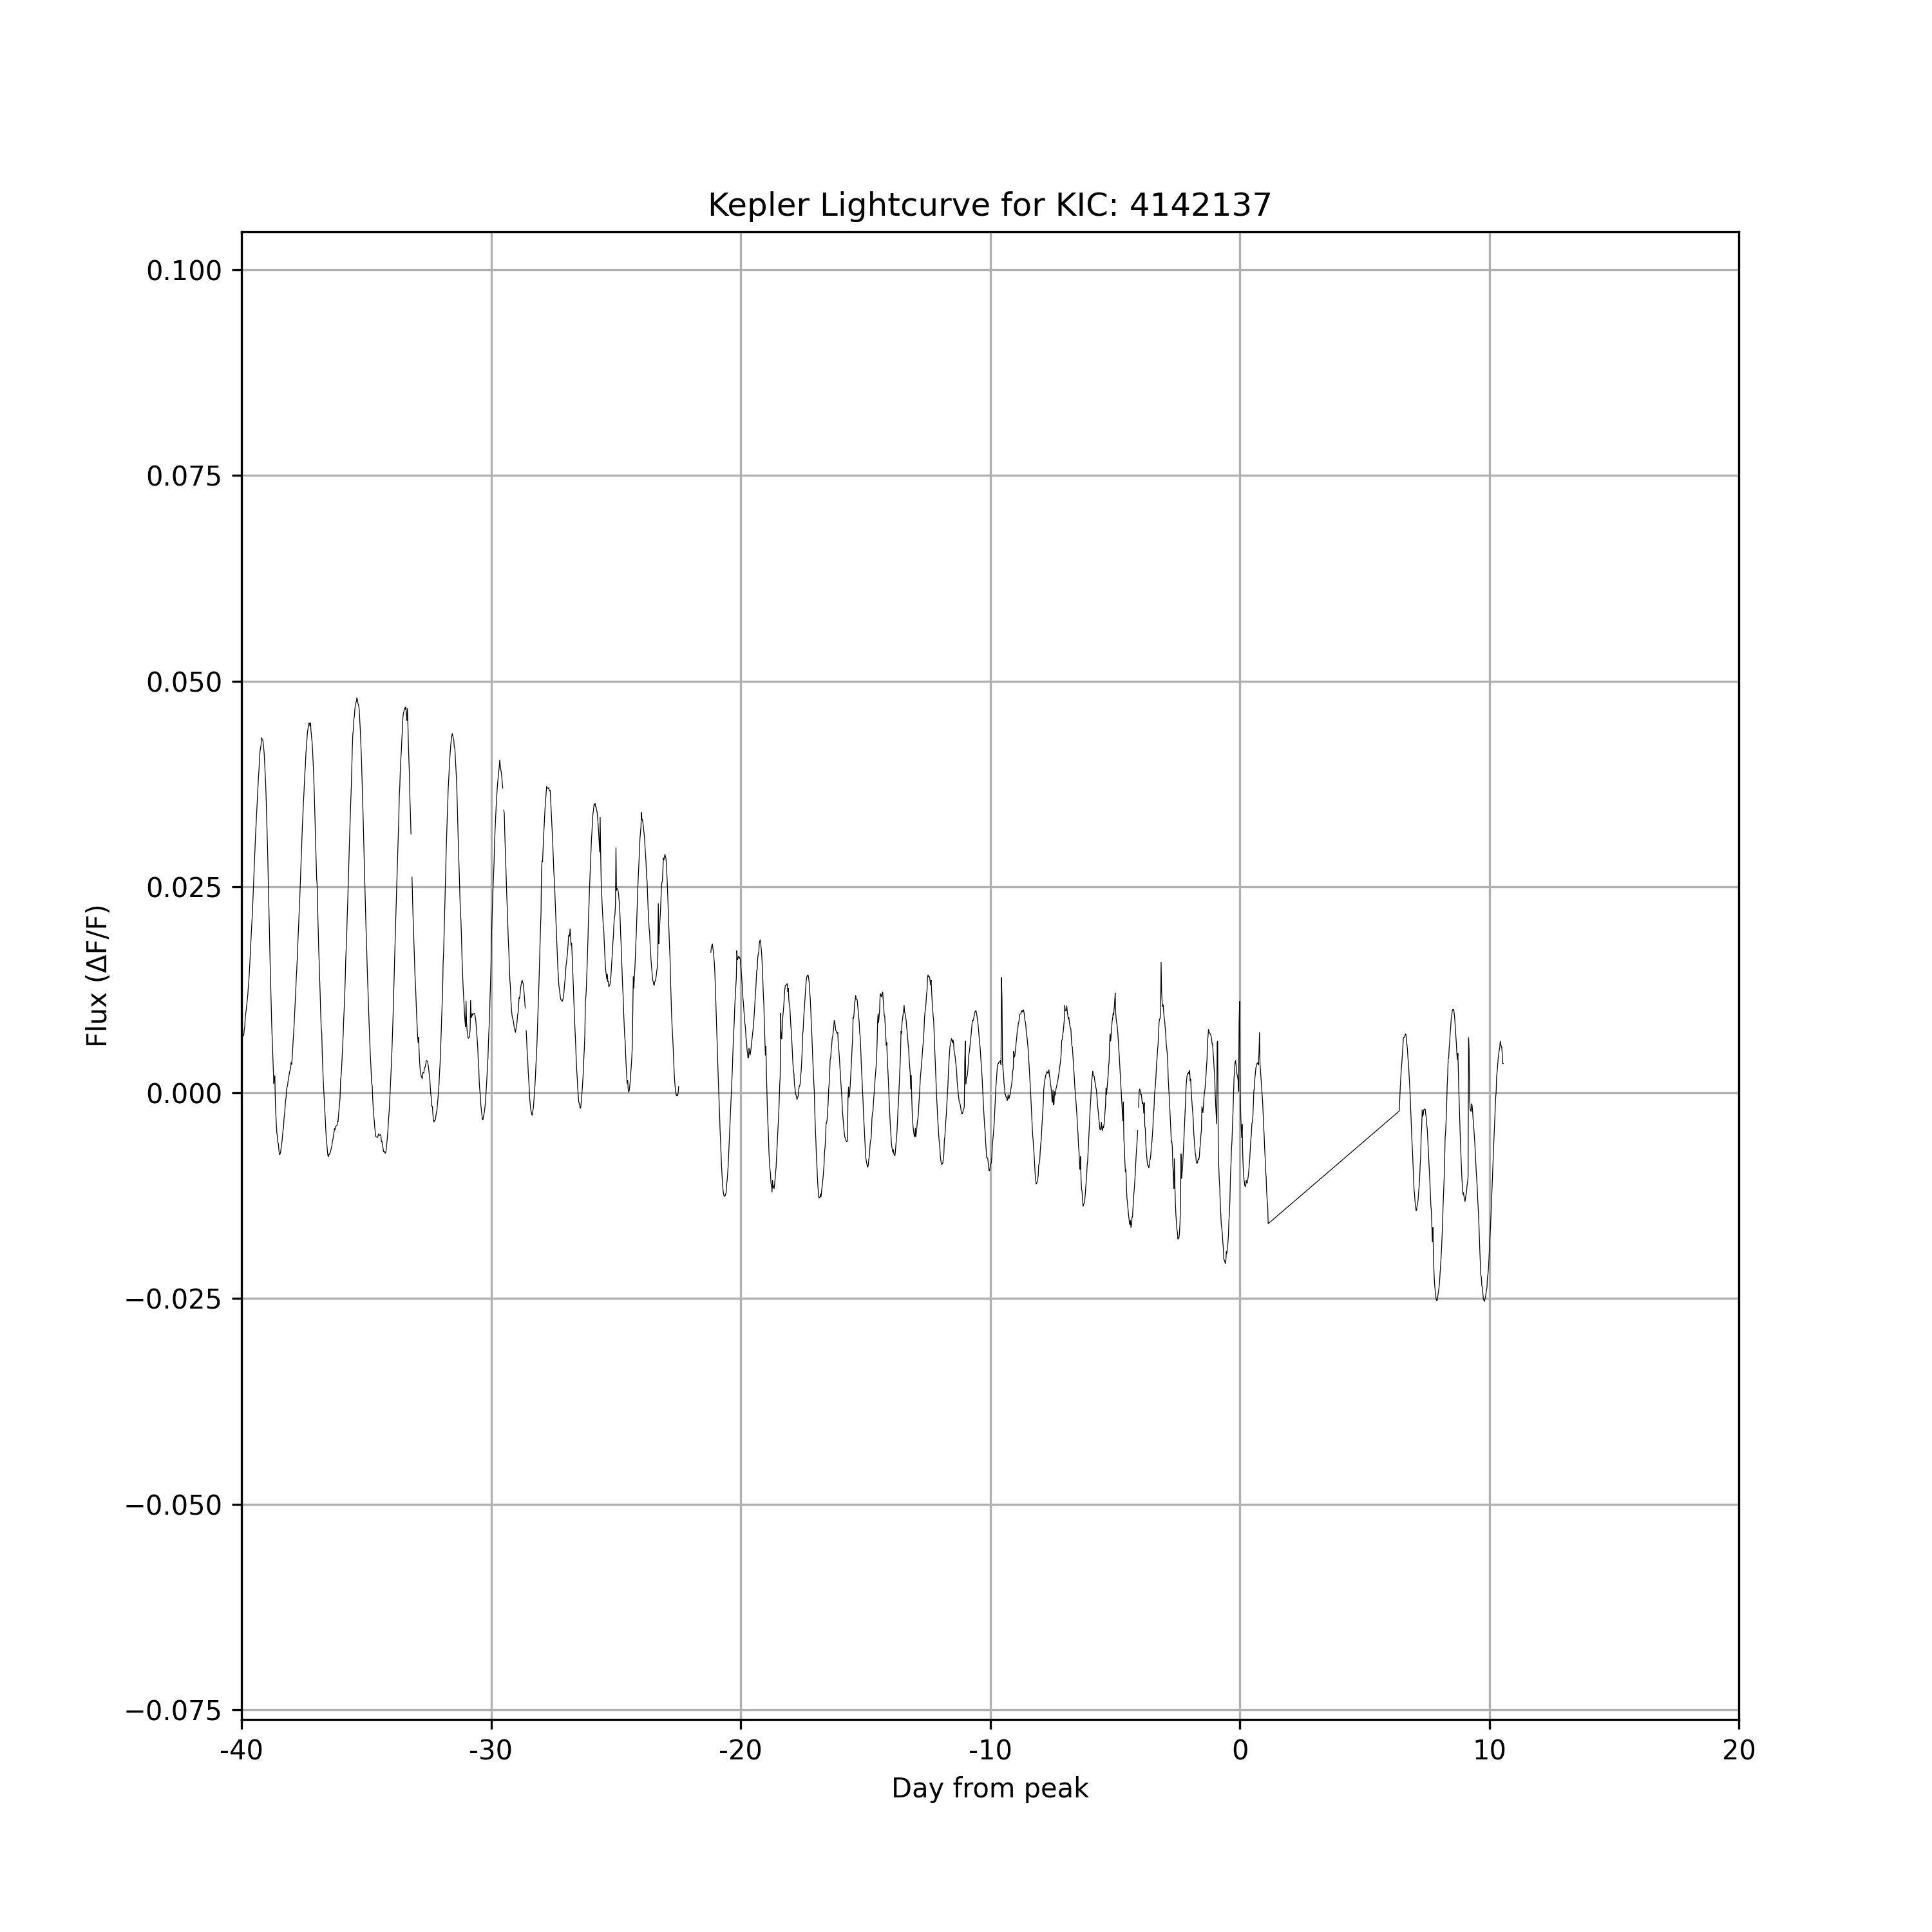 Kepler Lightcurve for KIC: 4142137
0.100
0.075
0.050
0.025
0.000
−0.025
−0.050
−0.075
Flux (ΔF/F)
-40 -30 -20 -10 0 10 20
Day from peak